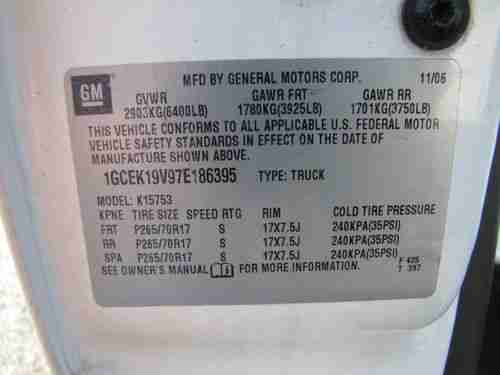 MFD BY GENERAL MOTORS CORP. 11/06
GM GVWR GAWR FRT GAWR RR
2903KG(6400LB) 1780KG(3925LB) 1701KG(3750LB)
THIS VEHICLE CONFORMS TO ALL APPLICABLE U.S. FEDERAL MOTOR
VEHICLE SAFETY STANDARDS IN EFFECT ON THE DATE OF
MANUFACTURE SHOWN ABOVE.
1GCEK19V97E186395 TYPE: TRUCK
MODEL: K15753
KPNE TIRE SIZE SPEED RTG RIM COLD TIRE PRESSURE
FRT P265/70R17 S 17X7.5J 240KPA(35PSI)
RR P265/70R17 S 17X7.5J 240KPA(35PSI)
SPA P265/70R17 S 17X7.5J 240KPA(35PSI)
SEE OWNER'S MANUAL FOR MORE INFORMATION. F 425
T 397